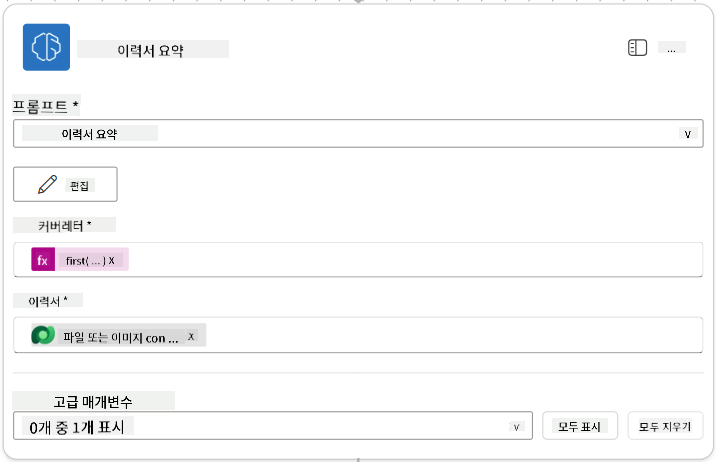 이력서 요약
...
프롬프트 *
이력서 요약
v
편집
커버레터 *
fx first( ... ) X
이력서 *
파일 또는 이미지 con ... X
고급 매개변수
0개 중 1개 표시 v
모두 표시
모두 지우기